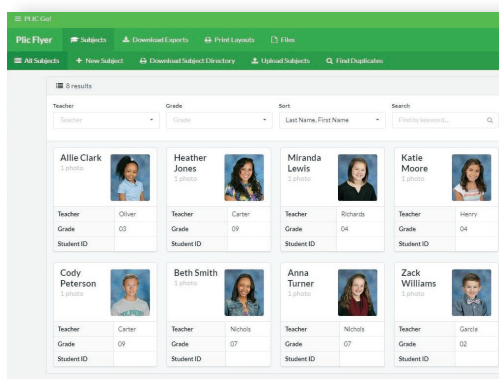 PLIC Go!
Plic Flyer Subjects Download Exports Print Layouts Files
All Subjects + New Subject Download Subject Directory Upload Subjects Find Duplicates
8 results
Teacher Grade Sort Search
Teacher Grade Last Name, First Name Find by keyword...
Allie Clark
1 photo
Teacher Oliver
Grade 03
Student ID
Heather
Jones
1 photo
Teacher Carter
Grade 09
Student ID
Miranda
Lewis
1 photo
Teacher Richards
Grade 04
Student ID
Katie
Moore
1 photo
Teacher Henry
Grade 04
Student ID
Cody
Peterson
1 photo
Teacher Carter
Grade 09
Student ID
Beth Smith
1 photo
Teacher Nichols
Grade 07
Student ID
Anna
Turner
1 photo
Teacher Nichols
Grade 07
Student ID
Zack
Williams
1 photo
Teacher Garcia
Grade 02
Student ID